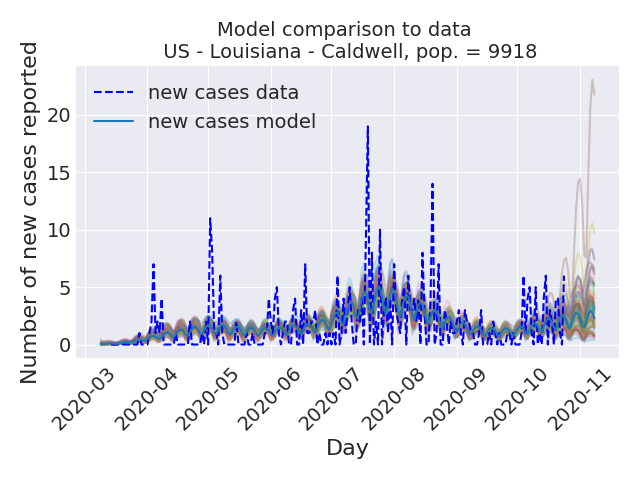 Model comparison to data
US - Louisiana - Caldwell, pop. = 9918
Number of new cases reported
20
15
10
5
0
new cases data
new cases model
2020-03
2020-04
2020-05
2020-06
2020-07
2020-08
2020-09
2020-10
2020-11
Day